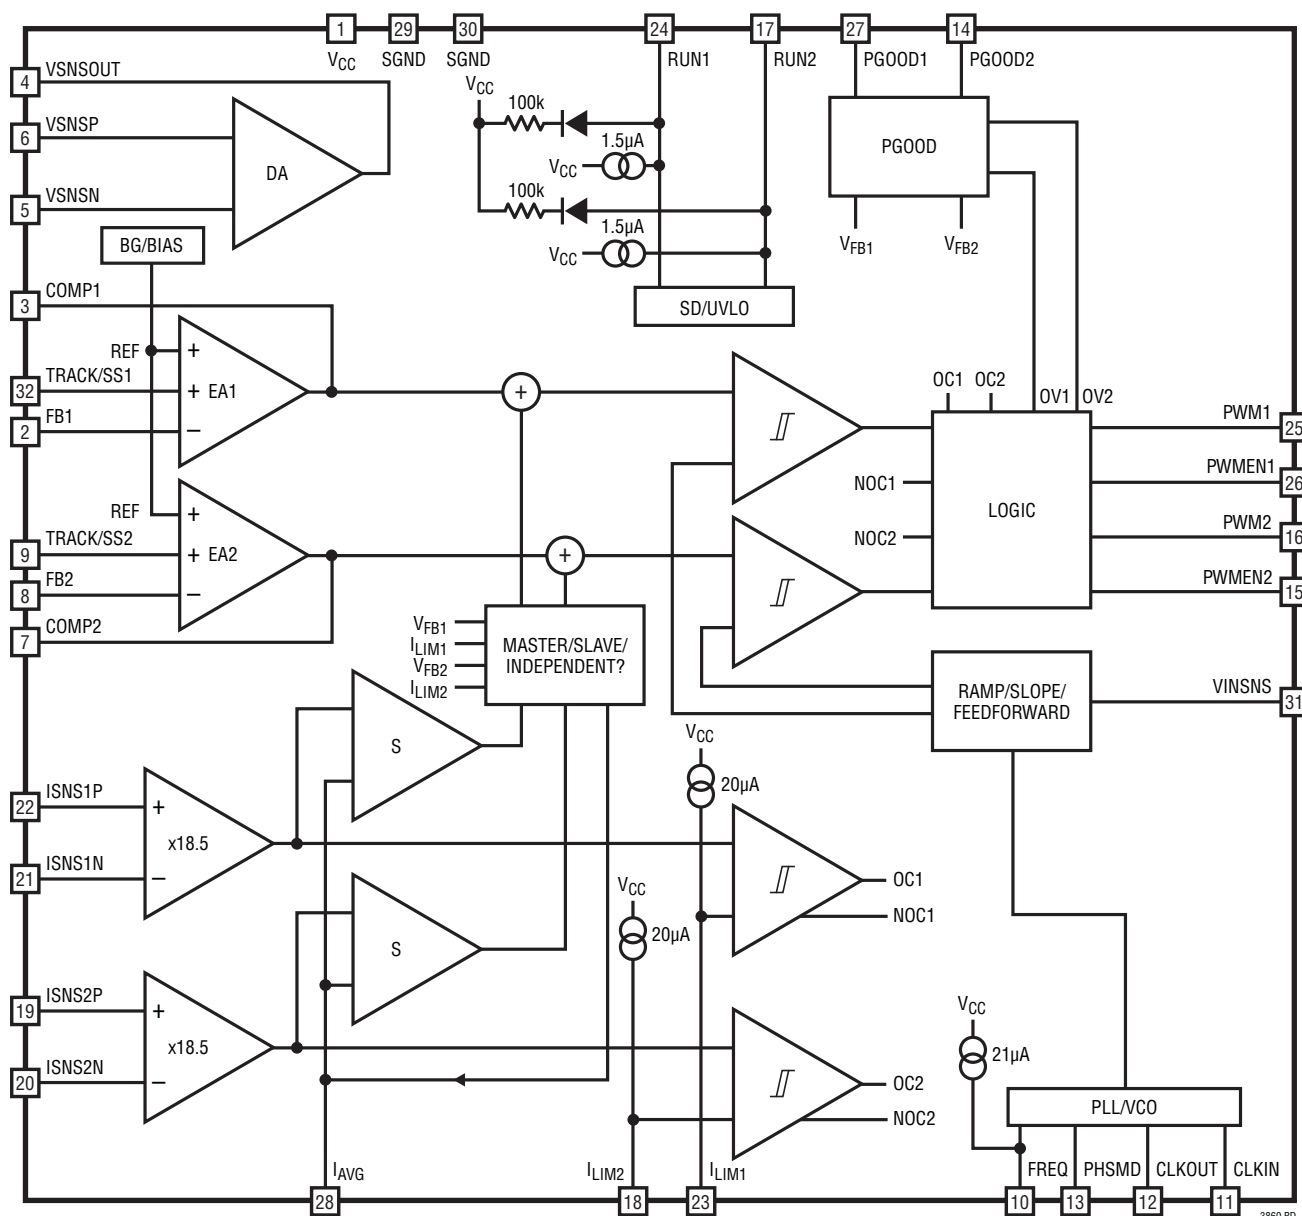 1 29 30 24 17 27 14
VCC SGND SGND RUN1 RUN2 PGOOD1 PGOOD2
4 VSNSOUT
6 VSNSP
5 VSNSN
DA
VCC
100k
1.5µA
VCC
100k
1.5µA
VCC
SD/UVLO
PGOOD
VFB1 VFB2
BG/BIAS
3 COMP1
REF
+
32 TRACK/SS1
+ EA1
2 FB1
–
REF
+
9 TRACK/SS2
+ EA2
8 FB2
–
7 COMP2
+
+
OC1 OC2
OV1 OV2
NOC1
NOC2
LOGIC
PWM1 25
PWMEN1 26
PWM2 16
PWMEN2 15
VFB1
ILIM1
VFB2
ILIM2
MASTER/SLAVE/
INDEPENDENT?
RAMP/SLOPE/
FEEDFORWARD
VINSNS 31
S
22 ISNS1P
+
x18.5
21 ISNS1N
–
VCC
20µA
OC1
NOC1
S
VCC
20µA
19 ISNS2P
+
x18.5
20 ISNS2N
–
OC2
NOC2
VCC
21µA
PLL/VCO
IAVG ILIM2 ILIM1 FREQ PHSMD CLKOUT CLKIN
28 18 23 10 13 12 11
3860 BD